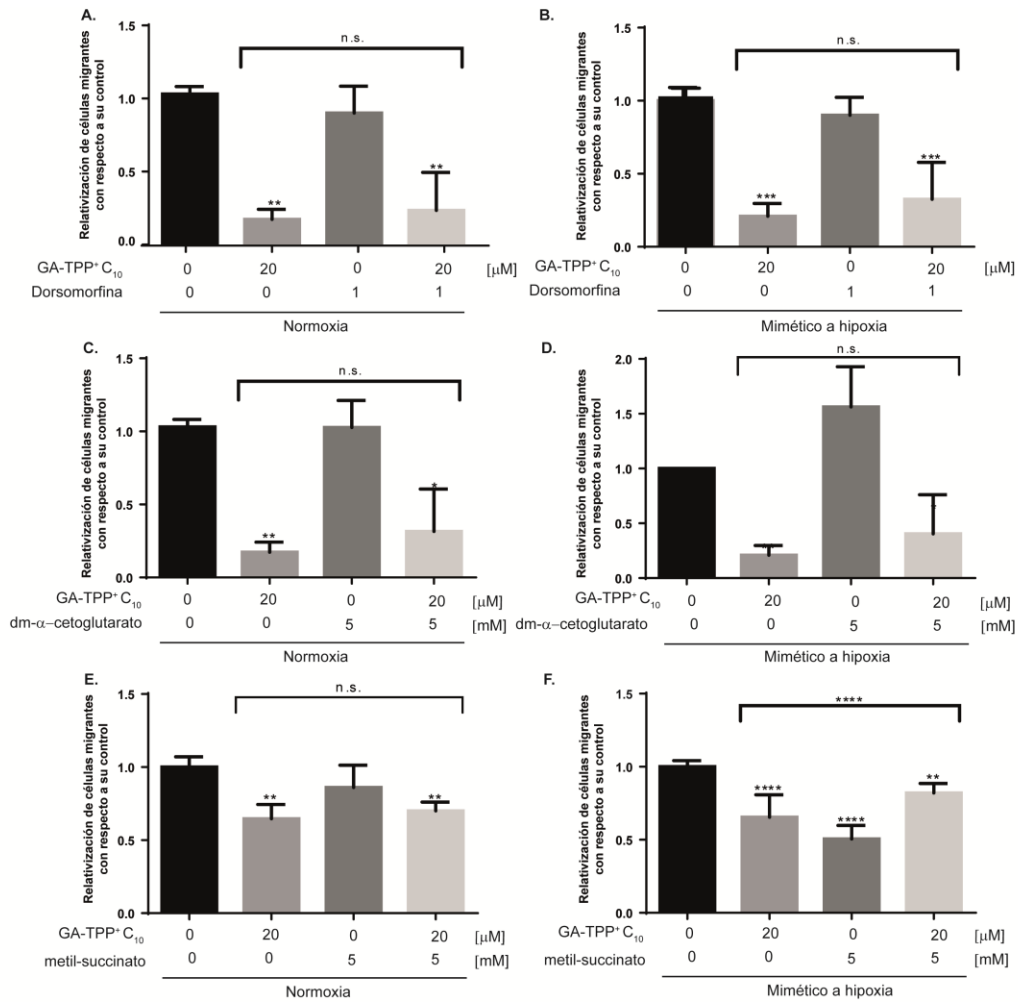 A.
Relativización de células migrantes
con respecto a su control
1.5
1.0
0.5
0.0
n.s.
**
**
GA-TPP⁺C₁₀ 0 20 0 20 [µM]
Dorsomorfina 0 0 1 1
Normoxia
B.
Relativización de células migrantes
con respecto a su control
1.5
1.0
0.5
0.0
n.s.
***
***
GA-TPP⁺C₁₀ 0 20 0 20 [µM]
Dorsomorfina 0 0 1 1
Mimético a hipoxia
C.
Relativización de células migrantes
con respecto a su control
1.5
1.0
0.5
0.0
n.s.
**
*
GA-TPP⁺C₁₀ 0 20 0 20 [µM]
dm-α–cetoglutarato 0 0 5 5 [mM]
Normoxia
D.
Relativización de células migrantes
con respecto a su control
2.0
1.5
1.0
0.5
0.0
n.s.
GA-TPP⁺C₁₀ 0 20 0 20 [µM]
dm-α–cetoglutarato 0 0 5 5 [mM]
Mimético a hipoxia
E.
Relativización de células migrantes
con respecto a su control
1.5
1.0
0.5
0.0
n.s.
**
**
GA-TPP⁺C₁₀ 0 20 0 20 [µM]
metil-succinato 0 0 5 5 [mM]
Normoxia
F.
Relativización de células migrantes
con respecto a su control
1.5
1.0
0.5
0.0
****
****
****
**
GA-TPP⁺C₁₀ 0 20 0 20 [µM]
metil-succinato 0 0 5 5 [mM]
Mimético a hipoxia